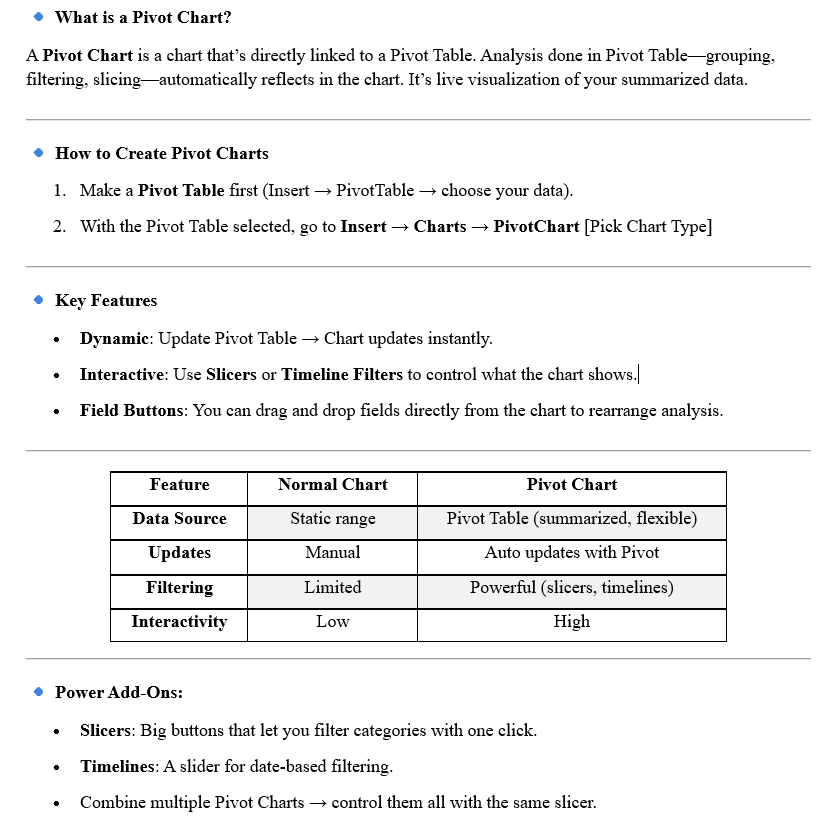 What is a Pivot Chart?
A Pivot Chart is a chart that’s directly linked to a Pivot Table. Analysis done in Pivot Table—grouping,
filtering, slicing—automatically reflects in the chart. It’s live visualization of your summarized data.
How to Create Pivot Charts
1. Make a Pivot Table first (Insert → PivotTable → choose your data).
2. With the Pivot Table selected, go to Insert → Charts → PivotChart [Pick Chart Type]
Key Features
• Dynamic: Update Pivot Table → Chart updates instantly.
• Interactive: Use Slicers or Timeline Filters to control what the chart shows.
• Field Buttons: You can drag and drop fields directly from the chart to rearrange analysis.
Feature Normal Chart Pivot Chart
Data Source Static range Pivot Table (summarized, flexible)
Updates Manual Auto updates with Pivot
Filtering Limited Powerful (slicers, timelines)
Interactivity Low High
Power Add-Ons:
• Slicers: Big buttons that let you filter categories with one click.
• Timelines: A slider for date-based filtering.
• Combine multiple Pivot Charts → control them all with the same slicer.